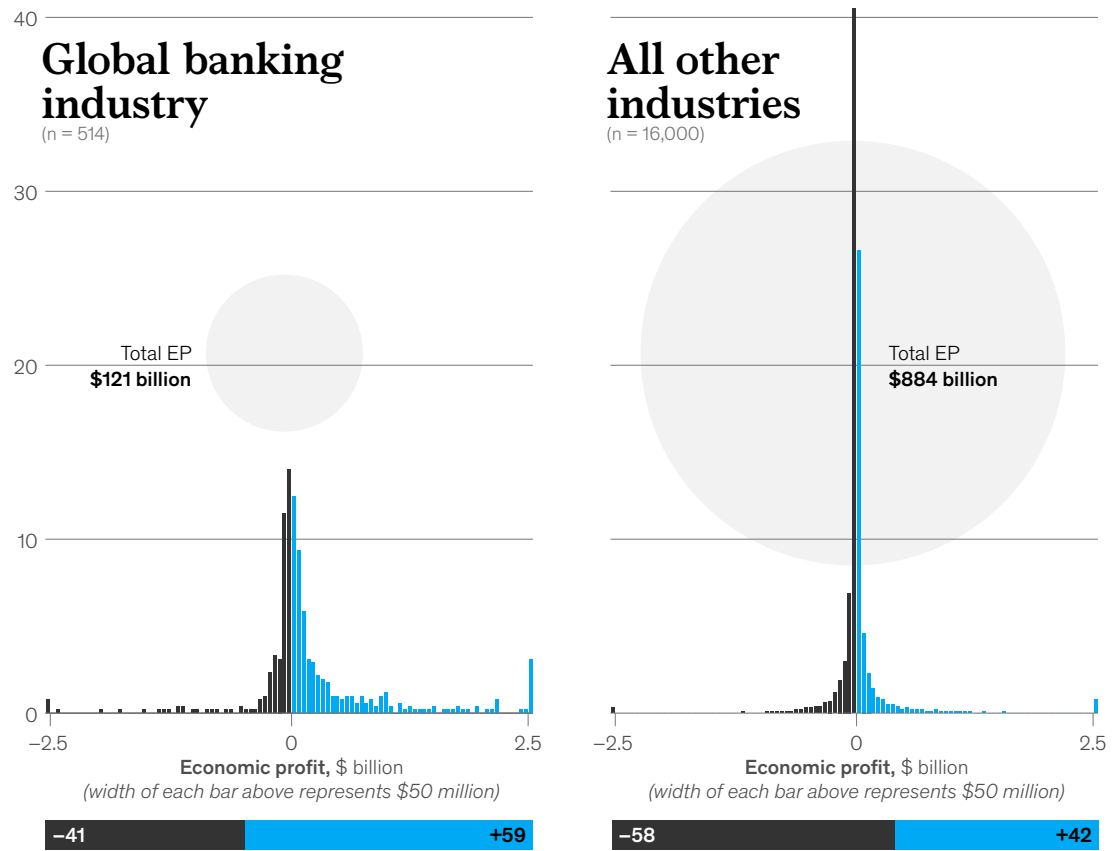 40
Global banking
industry
(n = 514)
30
Total EP
20
$121 billion
10
0
–2.5 0 2.5
Economic profit, $ billion
(width of each bar above represents $50 million)
–41 +59
All other
industries
(n = 16,000)
Total EP
$884 billion
–2.5 0 2.5
Economic profit, $ billion
(width of each bar above represents $50 million)
–58 +42